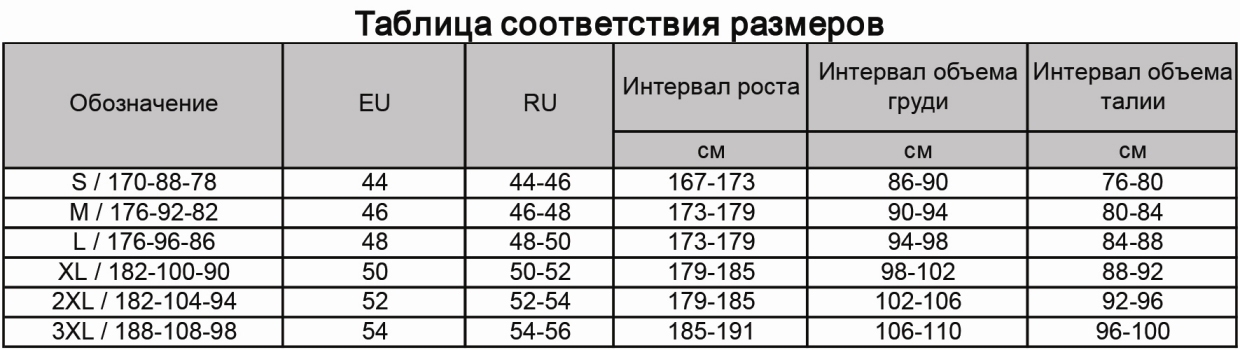 Таблица соответствия размеров
Обозначение EU RU Интервал роста Интервал объема груди Интервал объема талии
см см см
S / 170-88-78 44 44-46 167-173 86-90 76-80
M / 176-92-82 46 46-48 173-179 90-94 80-84
L / 176-96-86 48 48-50 173-179 94-98 84-88
XL / 182-100-90 50 50-52 179-185 98-102 88-92
2XL / 182-104-94 52 52-54 179-185 102-106 92-96
3XL / 188-108-98 54 54-56 185-191 106-110 96-100